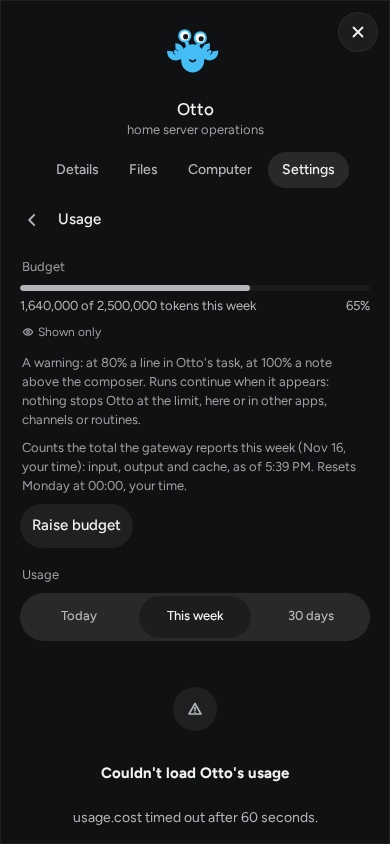 Otto
home server operations
Details Files Computer Settings
Usage
Budget
1,640,000 of 2,500,000 tokens this week 65%
Shown only
A warning: at 80% a line in Otto's task, at 100% a note
above the composer. Runs continue when it appears:
nothing stops Otto at the limit, here or in other apps,
channels or routines.
Counts the total the gateway reports this week (Nov 16,
your time): input, output and cache, as of 5:39 PM. Resets
Monday at 00:00, your time.
Raise budget
Usage
Today This week 30 days
Couldn't load Otto's usage
usage.cost timed out after 60 seconds.